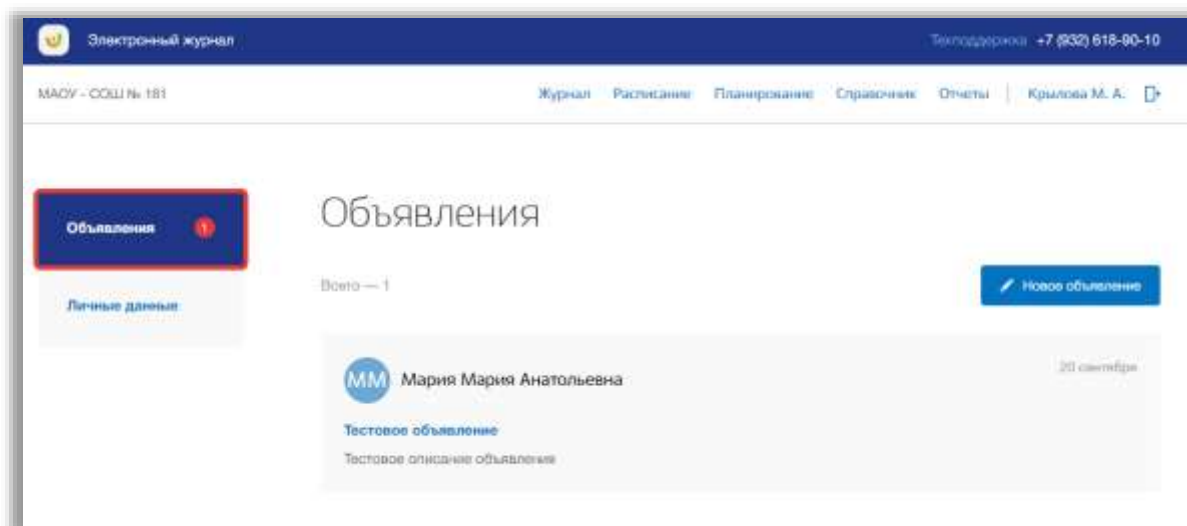 Электронный журнал
Техподдержка +7 (932) 618-90-10
МАОУ - СОШ № 181
Журнал Расписание Планирование Справочник Отчеты Крылова М. А.
Объявления 1
Личные данные
Объявления
Всего — 1
Новое объявление
ММ Мария Мария Анатольевна
20 сентября
Тестовое объявление
Тестовое описание объявления